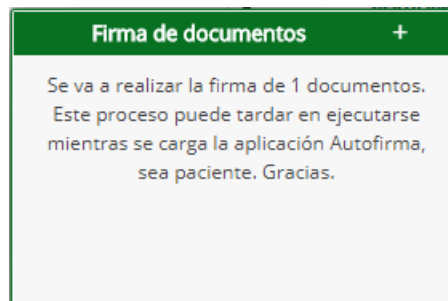 Firma de documentos +
Se va a realizar la firma de 1 documentos.
Este proceso puede tardar en ejecutarse
mientras se carga la aplicación Autofirma,
sea paciente. Gracias.